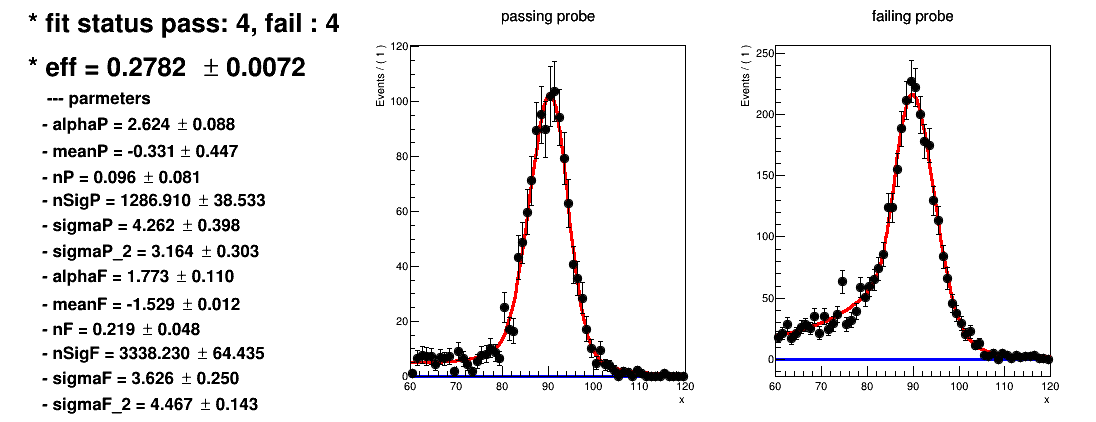 * fit status pass: 4, fail : 4
* eff = 0.2782 ± 0.0072
--- parmeters
- alphaP = 2.624 ± 0.088
- meanP = -0.331 ± 0.447
- nP = 0.096 ± 0.081
- nSigP = 1286.910 ± 38.533
- sigmaP = 4.262 ± 0.398
- sigmaP_2 = 3.164 ± 0.303
- alphaF = 1.773 ± 0.110
- meanF = -1.529 ± 0.012
- nF = 0.219 ± 0.048
- nSigF = 3338.230 ± 64.435
- sigmaF = 3.626 ± 0.250
- sigmaF_2 = 4.467 ± 0.143
passing probe
Events / ( 1 )
120
100
80
60
40
20
0
60 70 80 90 100 110 120
x
failing probe
Events / ( 1 )
250
200
150
100
50
0
60 70 80 90 100 110 120
x